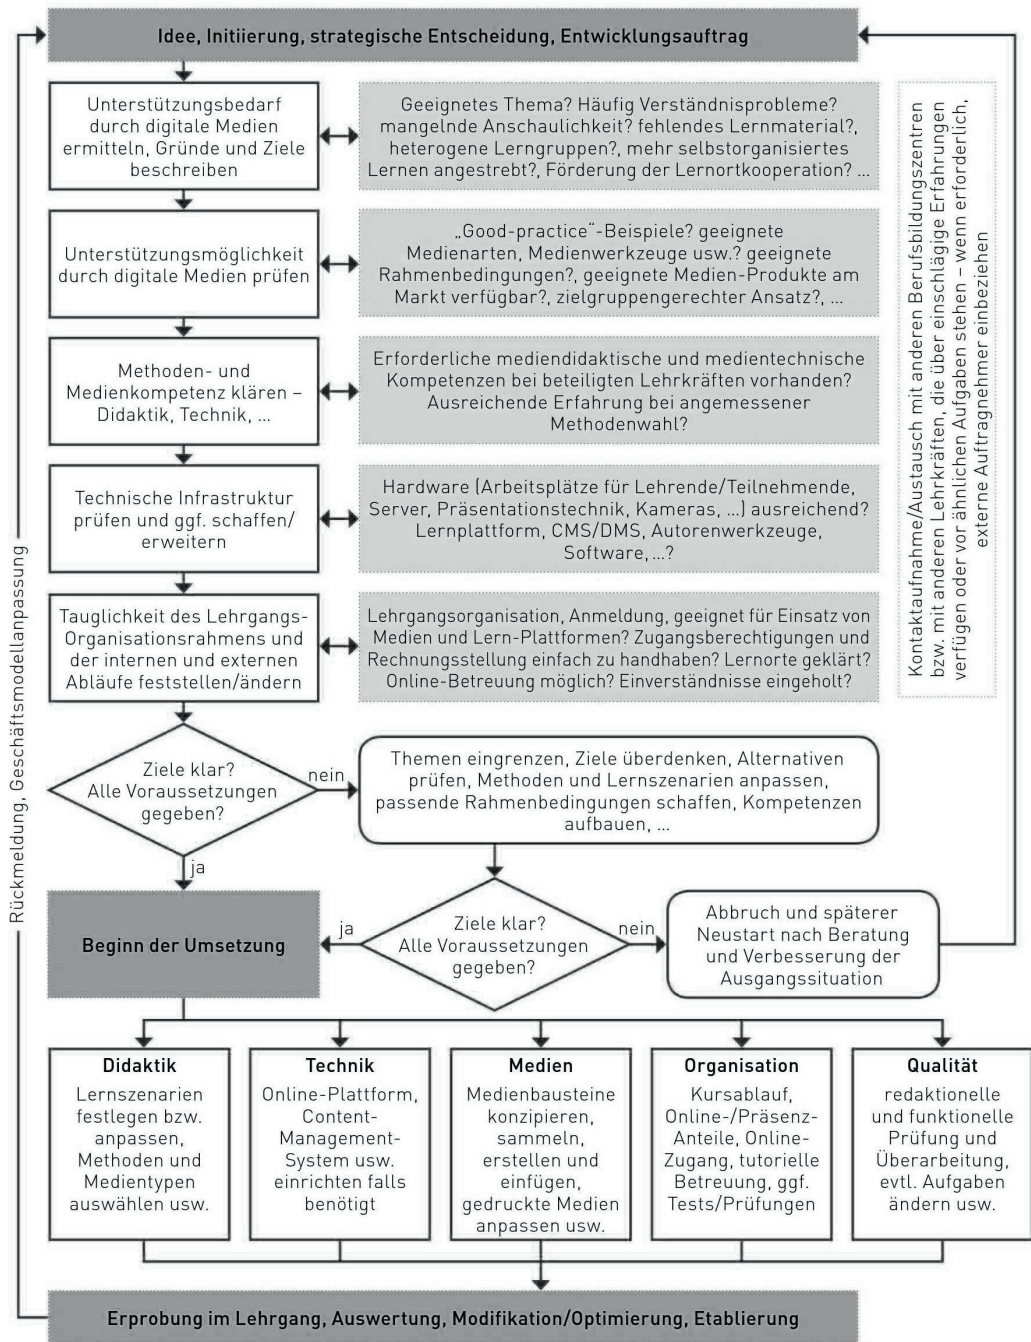 Idee, Initiierung, strategische Entscheidung, Entwicklungsauftrag
Unterstützungsbedarf
durch digitale Medien
ermitteln, Gründe und Ziele
beschreiben
Geeignetes Thema? Häufig Verständnisprobleme?
mangelnde Anschaulichkeit? fehlendes Lernmaterial?,
heterogene Lerngruppen?, mehr selbstorganisiertes
Lernen angestrebt?, Förderung der Lernortkooperation? ...
Unterstützungsmöglichkeit
durch digitale Medien prüfen
„Good-practice“-Beispiele? geeignete
Medienarten, Medienwerkzeuge usw.? geeignete
Rahmenbedingungen?, geeignete Medien-Produkte am
Markt verfügbar?, zielgruppengerechter Ansatz?, ...
Methoden- und
Medienkompetenz klären –
Didaktik, Technik, ...
Erforderliche mediendidaktische und medientechnische
Kompetenzen bei beteiligten Lehrkräften vorhanden?
Ausreichende Erfahrung bei angemessener
Methodenwahl?
Technische Infrastruktur
prüfen und ggf. schaffen/
erweitern
Hardware (Arbeitsplätze für Lehrende/Teilnehmende,
Server, Präsentationstechnik, Kameras, ...) ausreichend?
Lernplattform, CMS/DMS, Autorenwerkzeuge,
Software, ...?
Tauglichkeit des Lehrgangs-
Organisationsrahmens und
der internen und externen
Abläufe feststellen/ändern
Lehrgangsorganisation, Anmeldung, geeignet für Einsatz von
Medien und Lern-Plattformen? Zugangsberechtigungen und
Rechnungsstellung einfach zu handhaben? Lernorte geklärt?
Online-Betreuung möglich? Einverständnisse eingeholt?
Kontaktaufnahme/Austausch mit anderen Berufsbildungszentren
bzw. mit anderen Lehrkräften, die über einschlägige Erfahrungen
verfügen oder vor ähnlichen Aufgaben stehen – wenn erforderlich,
externe Auftragnehmer einbeziehen
Rückmeldung, Geschäftsmodellanpassung
Ziele klar?
Alle Voraussetzungen
gegeben?
nein
Themen eingrenzen, Ziele überdenken, Alternativen
prüfen, Methoden und Lernszenarien anpassen,
passende Rahmenbedingungen schaffen, Kompetenzen
aufbauen, ...
ja
Beginn der Umsetzung
ja
Ziele klar?
Alle Voraussetzungen
gegeben?
nein
Abbruch und späterer
Neustart nach Beratung
und Verbesserung der
Ausgangssituation
Didaktik
Lernszenarien
festlegen bzw.
anpassen,
Methoden und
Medientypen
auswählen usw.
Technik
Online-Plattform,
Content-
Management-
System usw.
einrichten falls
benötigt
Medien
Medienbausteine
konzipieren,
sammeln,
erstellen und
einfügen,
gedruckte Medien
anpassen usw.
Organisation
Kursablauf,
Online-/Präsenz-
Anteile, Online-
Zugang, tutorielle
Betreuung, ggf.
Tests/Prüfungen
Qualität
redaktionelle
und funktionelle
Prüfung und
Überarbeitung,
evtl. Aufgaben
ändern usw.
Erprobung im Lehrgang, Auswertung, Modifikation/Optimierung, Etablierung